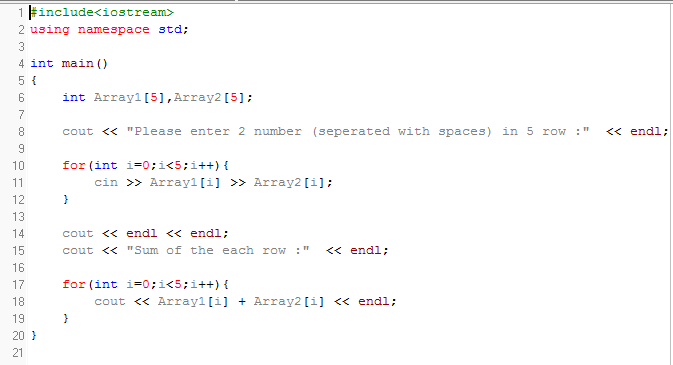 1 #include<iostream>
2 using namespace std;
3
4 int main()
5 {
6     int Array1[5],Array2[5];
7
8     cout << "Please enter 2 number (seperated with spaces) in 5 row :"  << endl;
9
10     for(int i=0;i<5;i++){
11         cin >> Array1[i] >> Array2[i];
12     }
13
14     cout << endl << endl;
15     cout << "Sum of the each row :"  << endl;
16
17     for(int i=0;i<5;i++){
18         cout << Array1[i] + Array2[i] << endl;
19     }
20 }
21